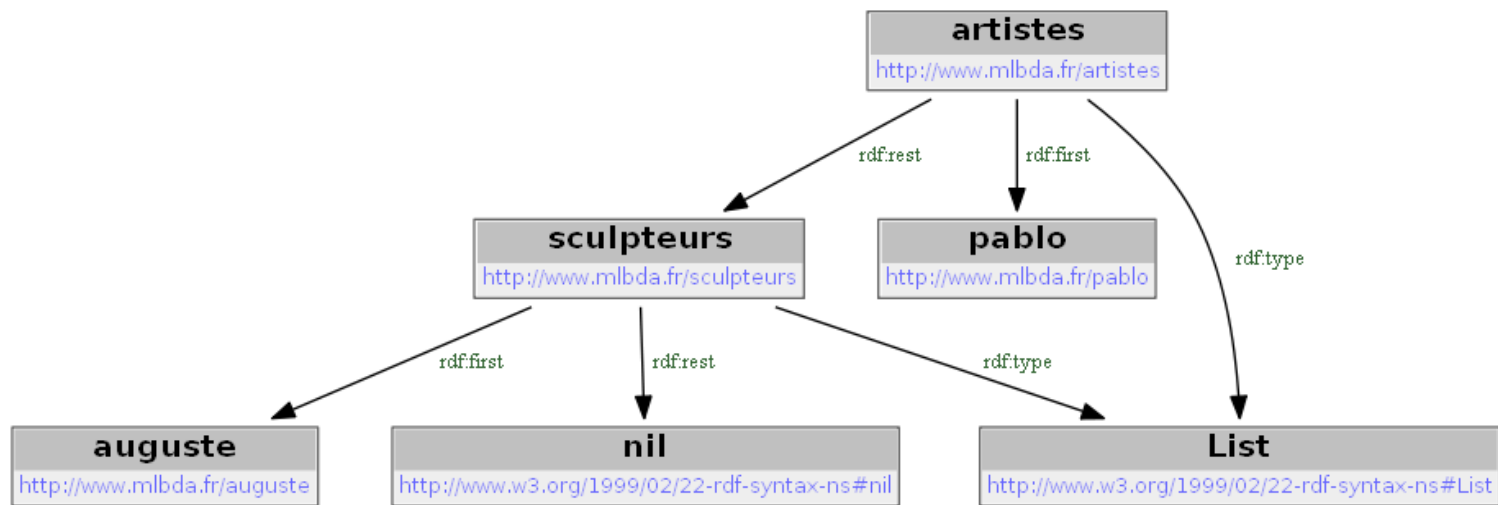 artistes
http://www.mlbda.fr/artistes
rdf:rest
rdf:first
rdf:type
sculpteurs
http://www.mlbda.fr/sculpteurs
pablo
http://www.mlbda.fr/pablo
rdf:first
rdf:rest
rdf:type
auguste
http://www.mlbda.fr/auguste
nil
http://www.w3.org/1999/02/22-rdf-syntax-ns#nil
List
http://www.w3.org/1999/02/22-rdf-syntax-ns#List